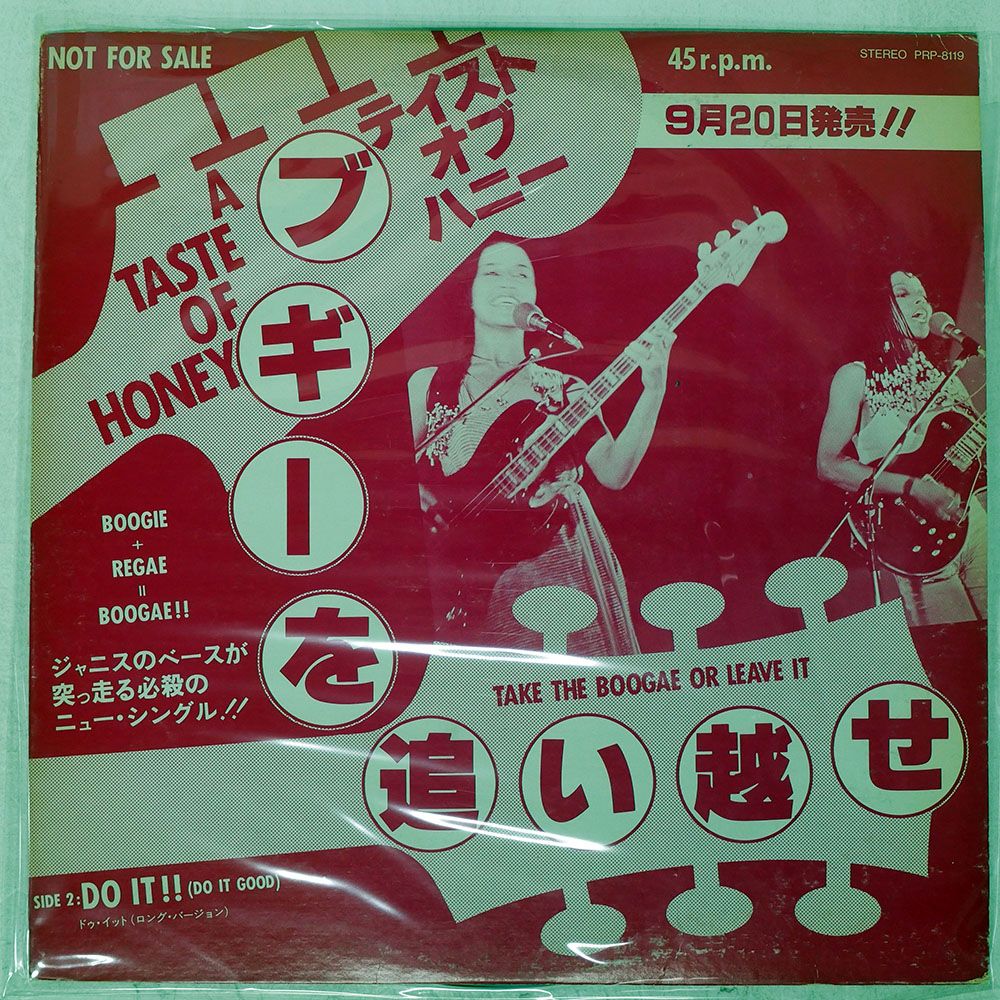 NOT FOR SALE
45 r.p.m.
STEREO PRP-8119
9月20日発売!!
テイスト
オブ
ハニー
A
TASTE
OF
HONEY
ブギーを
追い越せ
BOOGIE
+
REGAE
=
BOOGAE!!
ジャニスのベースが
突っ走る必殺の
ニュー・シングル!!
TAKE THE BOOGAE OR LEAVE IT
SIDE 2: DO IT!! (DO IT GOOD)
ドゥ・イット(ロング・バージョン)